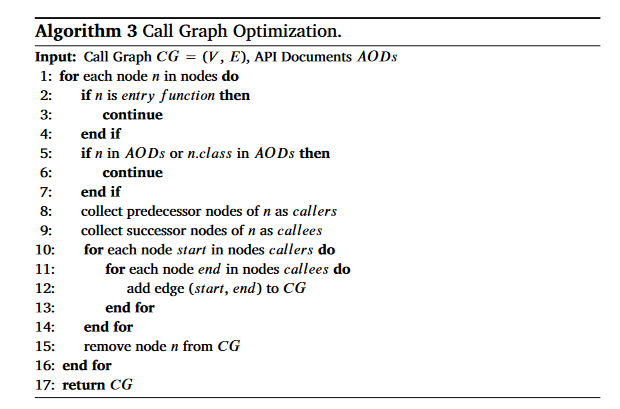 Algorithm 3 Call Graph Optimization.
Input: Call Graph CG = (V, E), API Documents AODs
1: for each node n in nodes do
2: if n is entry function then
3: continue
4: end if
5: if n in AODs or n.class in AODs then
6: continue
7: end if
8: collect predecessor nodes of n as callers
9: collect successor nodes of n as callees
10: for each node start in nodes callers do
11: for each node end in nodes callees do
12: add edge (start, end) to CG
13: end for
14: end for
15: remove node n from CG
16: end for
17: return CG